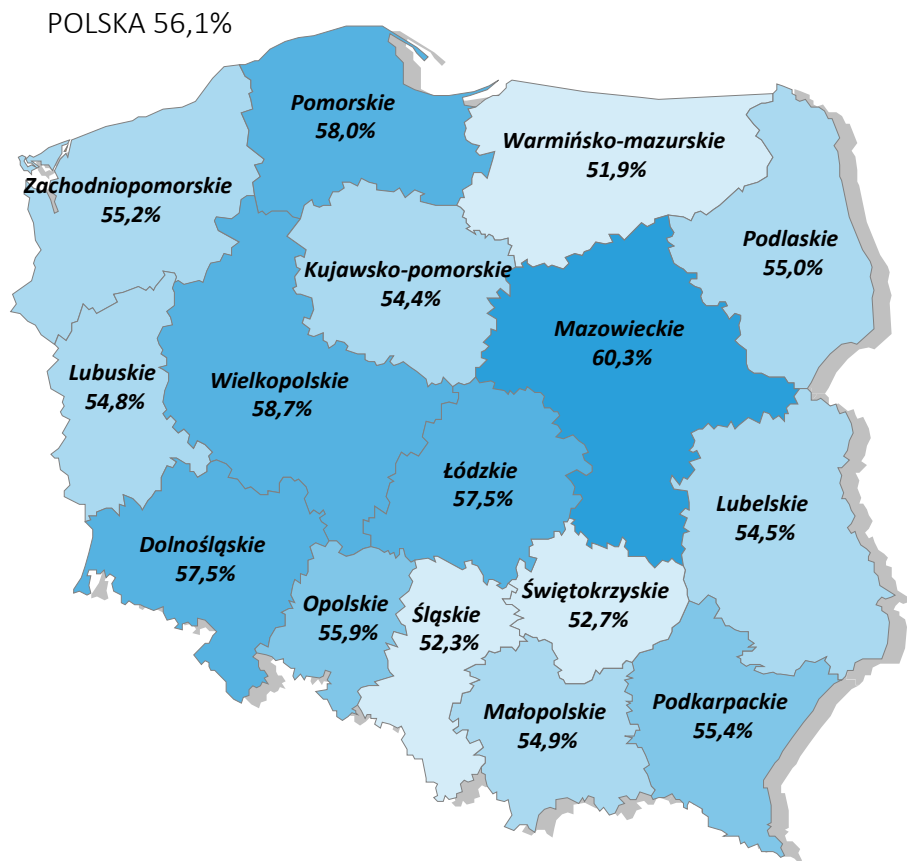 POLSKA 56,1%
Pomorskie
58,0%
Warmińsko-mazurskie
51,9%
Zachodniopomorskie
55,2%
Podlaskie
55,0%
Kujawsko-pomorskie
54,4%
Mazowieckie
60,3%
Lubuskie
54,8%
Wielkopolskie
58,7%
Łódzkie
57,5%
Lubelskie
54,5%
Dolnośląskie
57,5%
Opolskie
55,9%
Śląskie
52,3%
Świętokrzyskie
52,7%
Małopolskie
54,9%
Podkarpackie
55,4%